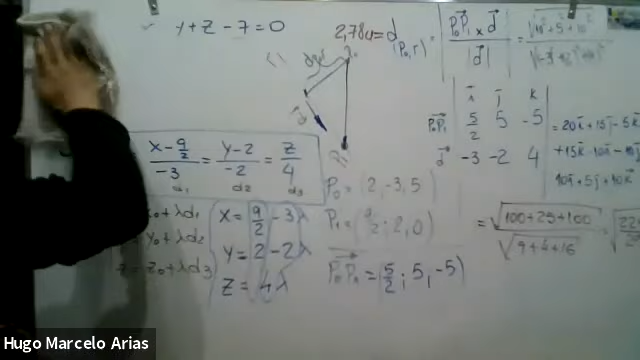 y+z-7=0
2,78u = d(P₀,r) = |P₀P₁ x d| / |d| =
i j k
P₀P₁ 5/2 5 -5 = 20i + 15j - 5k
d -3 -2 4 +15k 10i
10i + 5j + 10k
(x - 9/2)/-3 = (y-2)/-2 = z/4
d₁ d₂ d₃
x₀ + λd₁
y₀ + λd₂
z₀ + λd₃
x = 9/2 - 3λ
y = 2 - 2λ
z = 4λ
P₀ = (2,-3,5)
P₁ = (9/2; 2, 0)
P₀P₁ = (5/2; 5, -5)
= √(100+25+100) / √(9+4+16)
Hugo Marcelo Arias